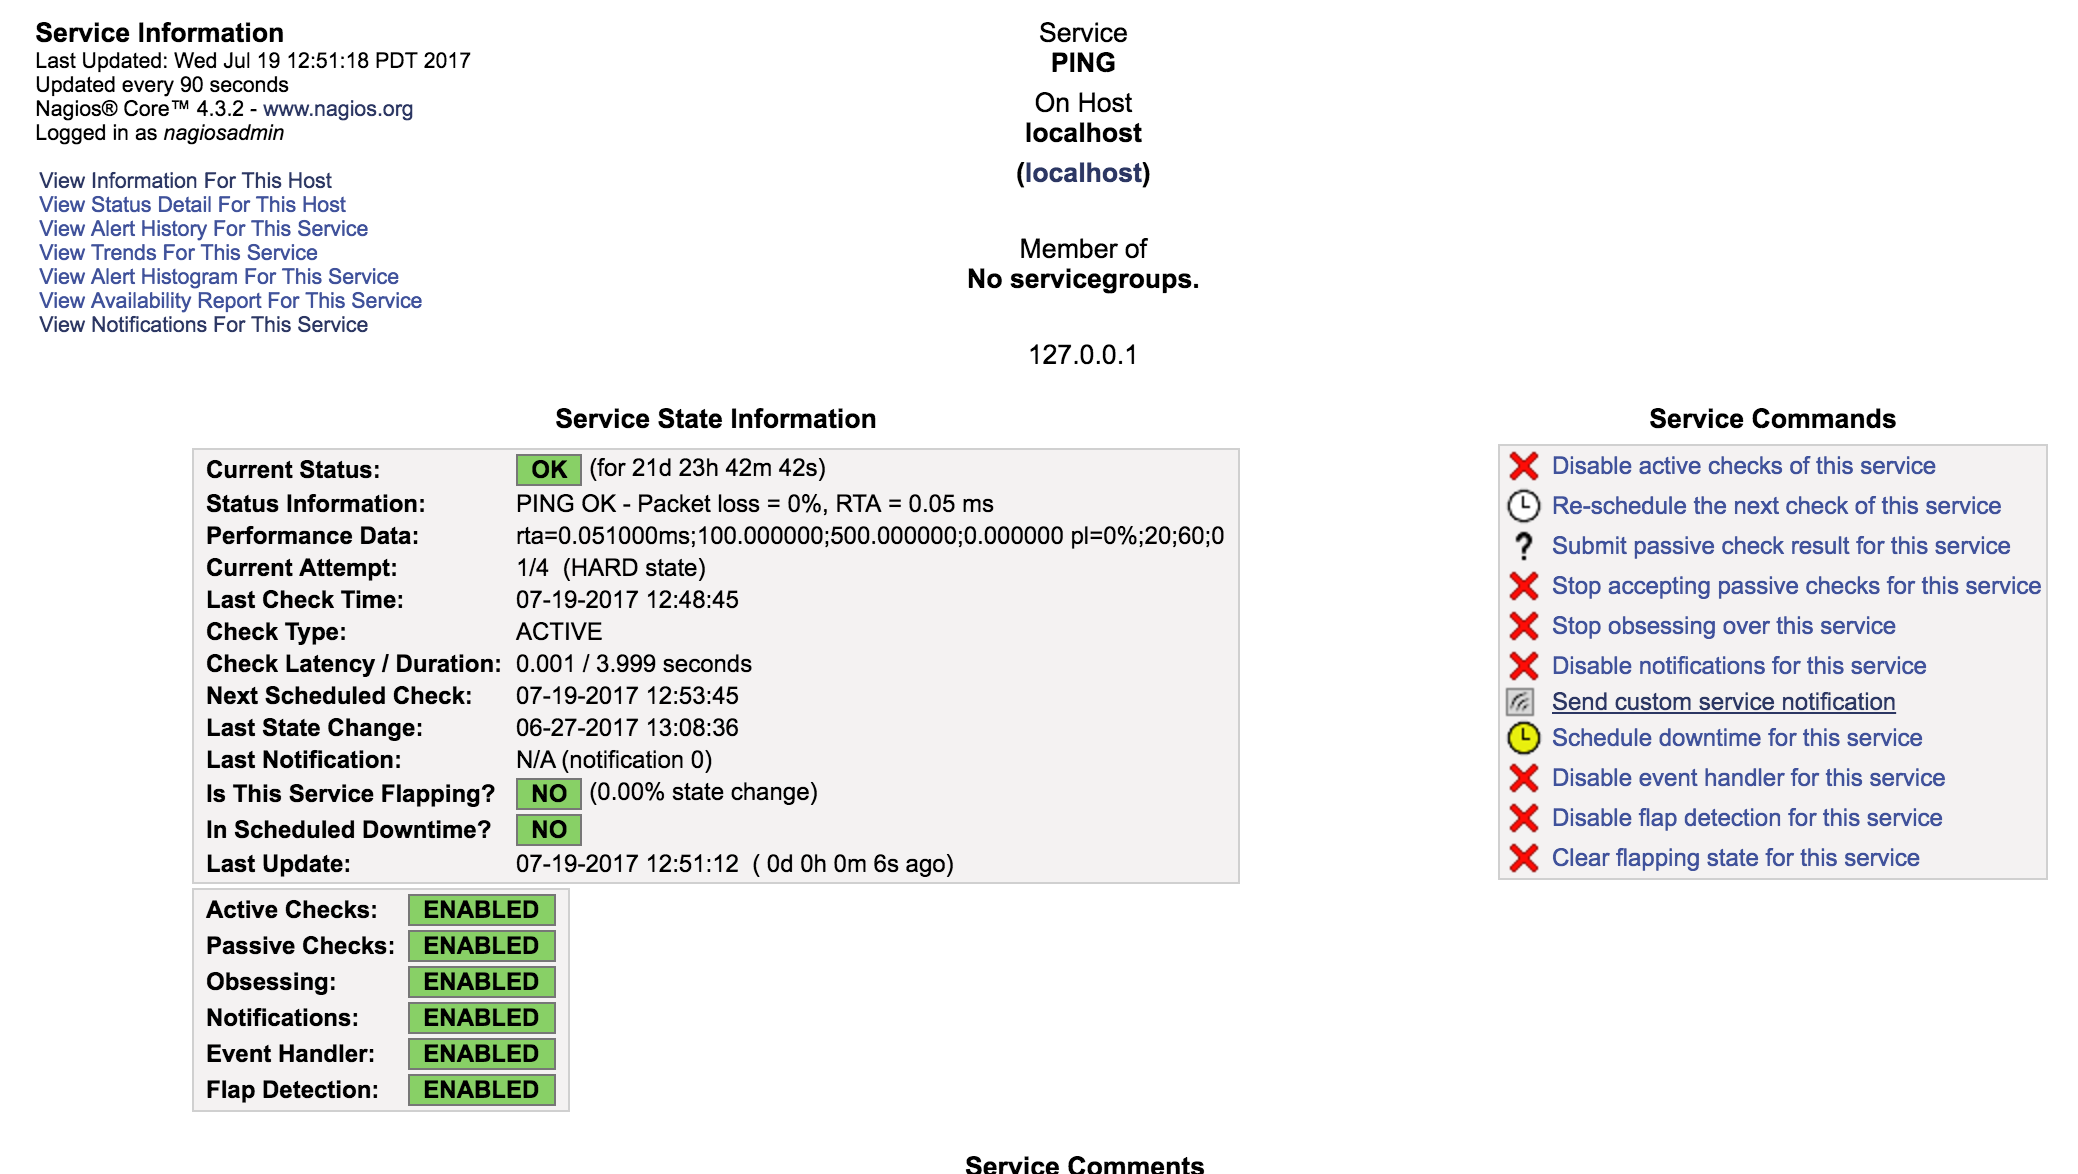 Service Information
Last Updated: Wed Jul 19 12:51:18 PDT 2017
Updated every 90 seconds
Nagios® Core™ 4.3.2 - www.nagios.org
Logged in as nagiosadmin
View Information For This Host
View Status Detail For This Host
View Alert History For This Service
View Trends For This Service
View Alert Histogram For This Service
View Availability Report For This Service
View Notifications For This Service
Service
PING
On Host
localhost
(localhost)
Member of
No servicegroups.
127.0.0.1
Service State Information
Current Status: OK (for 21d 23h 42m 42s)
Status Information: PING OK - Packet loss = 0%, RTA = 0.05 ms
Performance Data: rta=0.051000ms;100.000000;500.000000;0.000000 pl=0%;20;60;0
Current Attempt: 1/4 (HARD state)
Last Check Time: 07-19-2017 12:48:45
Check Type: ACTIVE
Check Latency / Duration: 0.001 / 3.999 seconds
Next Scheduled Check: 07-19-2017 12:53:45
Last State Change: 06-27-2017 13:08:36
Last Notification: N/A (notification 0)
Is This Service Flapping? NO (0.00% state change)
In Scheduled Downtime? NO
Last Update: 07-19-2017 12:51:12 ( 0d 0h 0m 6s ago)
Active Checks: ENABLED
Passive Checks: ENABLED
Obsessing: ENABLED
Notifications: ENABLED
Event Handler: ENABLED
Flap Detection: ENABLED
Service Commands
Disable active checks of this service
Re-schedule the next check of this service
? Submit passive check result for this service
Stop accepting passive checks for this service
Stop obsessing over this service
Disable notifications for this service
Send custom service notification
Schedule downtime for this service
Disable event handler for this service
Disable flap detection for this service
Clear flapping state for this service
Service Comments